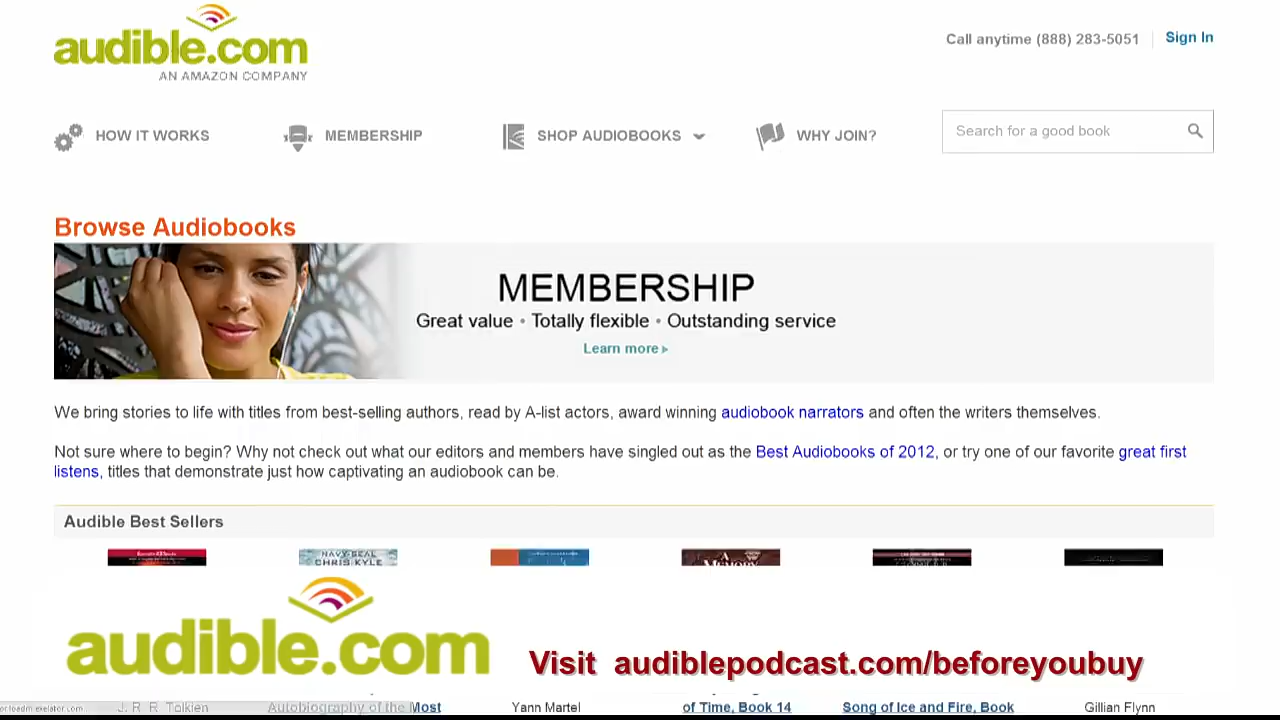 audible.com
AN AMAZON COMPANY
Call anytime (888) 283-5051
Sign In
HOW IT WORKS
MEMBERSHIP
SHOP AUDIOBOOKS
WHY JOIN?
Search for a good book
Browse Audiobooks
MEMBERSHIP
Great value • Totally flexible • Outstanding service
Learn more
We bring stories to life with titles from best-selling authors, read by A-list actors, award winning audiobook narrators and often the writers themselves.
Not sure where to begin? Why not check out what our editors and members have singled out as the Best Audiobooks of 2012, or try one of our favorite great first
listens, titles that demonstrate just how captivating an audiobook can be.
Audible Best Sellers
NAVY SEAL
CHRIS KYLE
A MEMORY
audible.com
Visit audiblepodcast.com/beforeyoubuy
J. R. R. Tolkien
Autobiography of the Most
Yann Martel
of Time, Book 14
Song of Ice and Fire, Book
Gillian Flynn